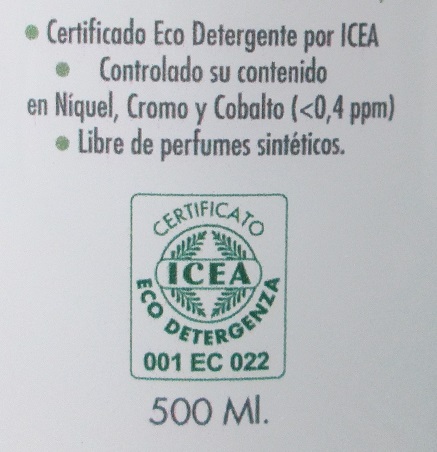 • Certificado Eco Detergente por ICEA
• Controlado su contenido
en Níquel, Cromo y Cobalto (<0,4 ppm)
• Libre de perfumes sintéticos.
CERTIFICATO
ICEA
ECO DETERGENZA
001 EC 022
500 Ml.